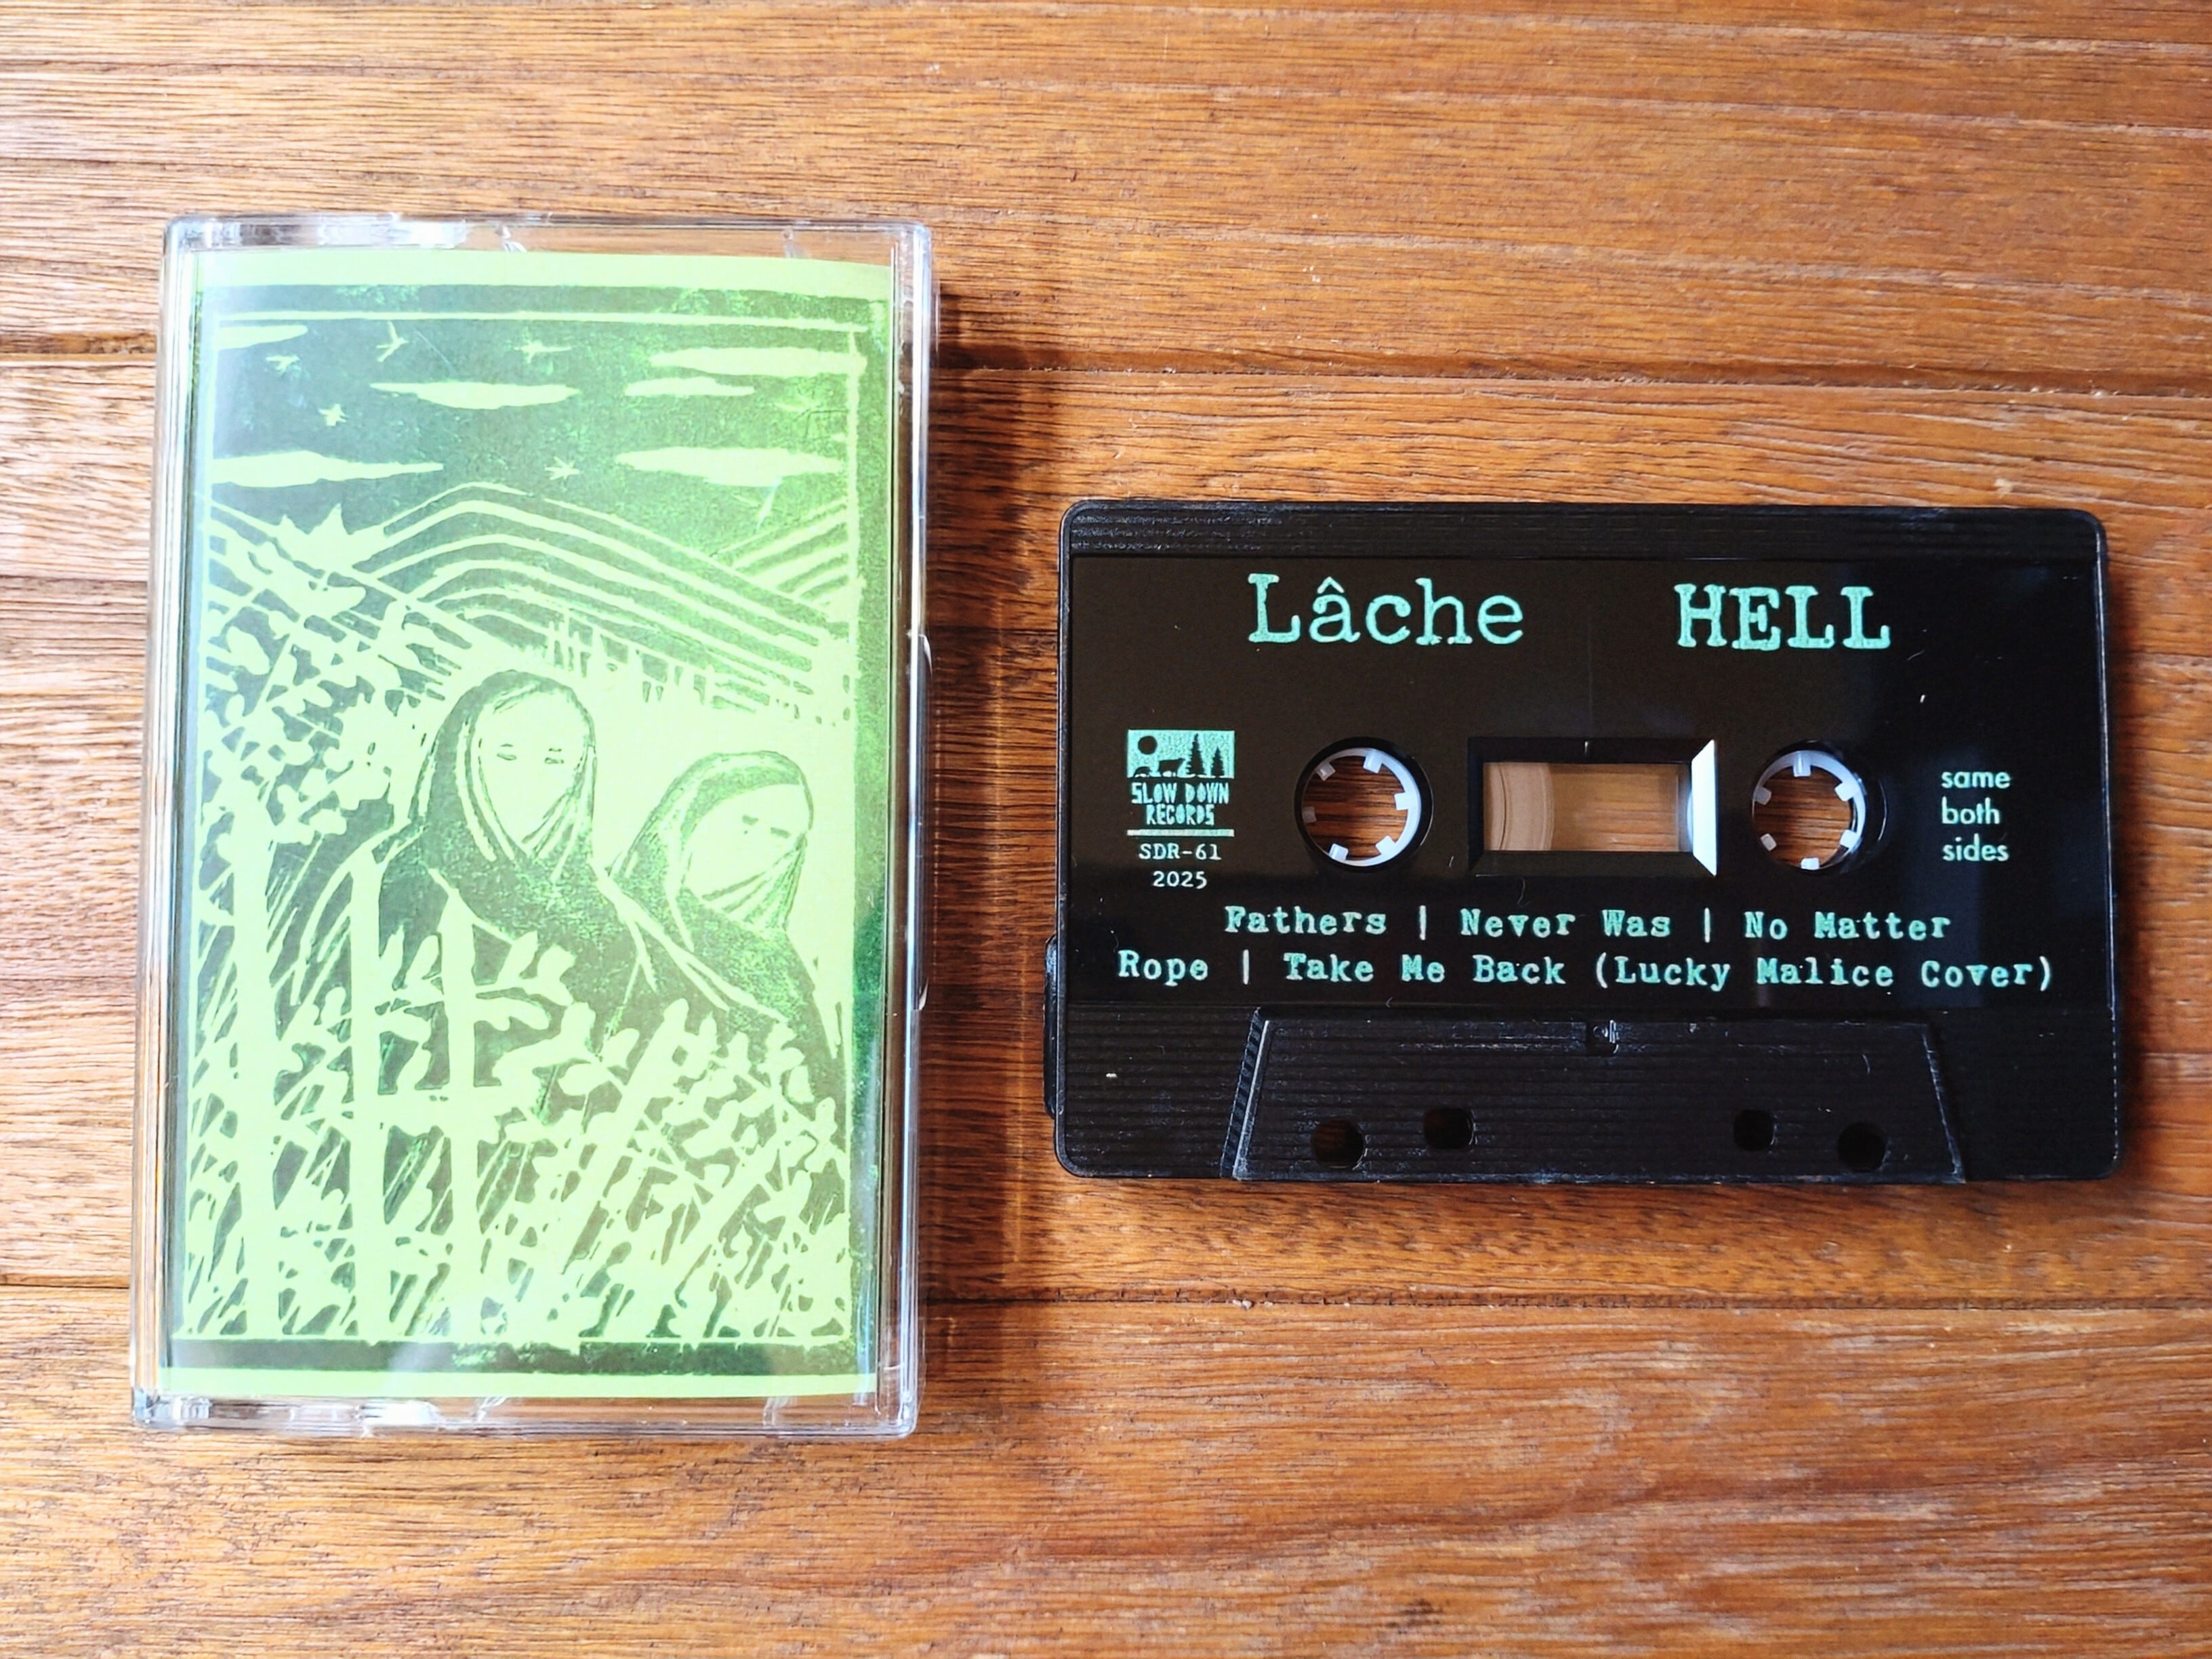 Lâche HELL
SLOW DOWN
RECORDS
SDR-61
2025
same
both
sides
Fathers | Never Was | No Matter
Rope | Take Me Back (Lucky Malice Cover)